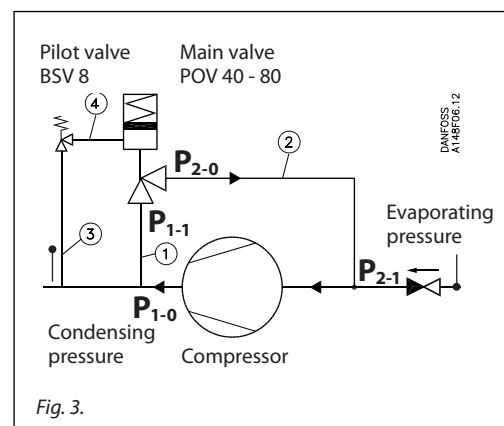 Pilot valve
BSV 8
Main valve
POV 40 - 80
4
DANFOSS
A148F06.12
P2-0
2
Evaporating
pressure
P1-1
3
1
P2-1
P1-0
Condensing
pressure
Compressor
Fig. 3.